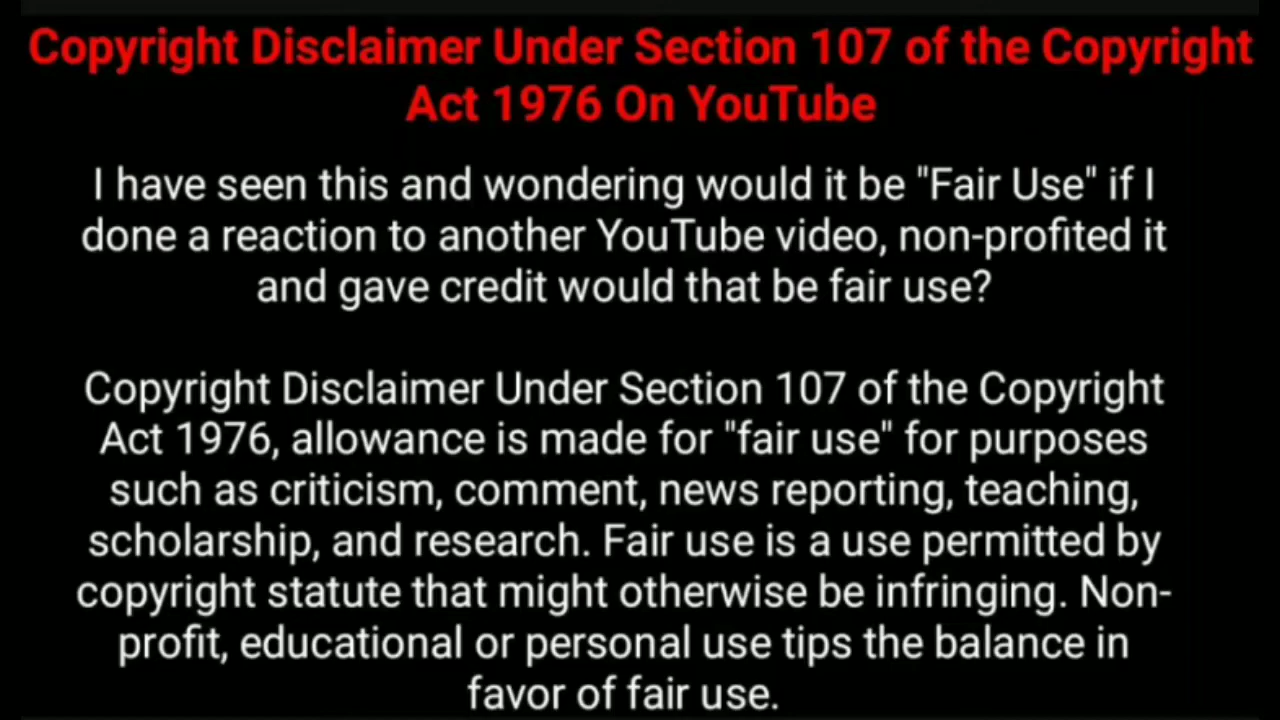 Copyright Disclaimer Under Section 107 of the Copyright
Act 1976 On YouTube
I have seen this and wondering would it be "Fair Use" if I
done a reaction to another YouTube video, non-profited it
and gave credit would that be fair use?
Copyright Disclaimer Under Section 107 of the Copyright
Act 1976, allowance is made for "fair use" for purposes
such as criticism, comment, news reporting, teaching,
scholarship, and research. Fair use is a use permitted by
copyright statute that might otherwise be infringing. Non-
profit, educational or personal use tips the balance in
favor of fair use.